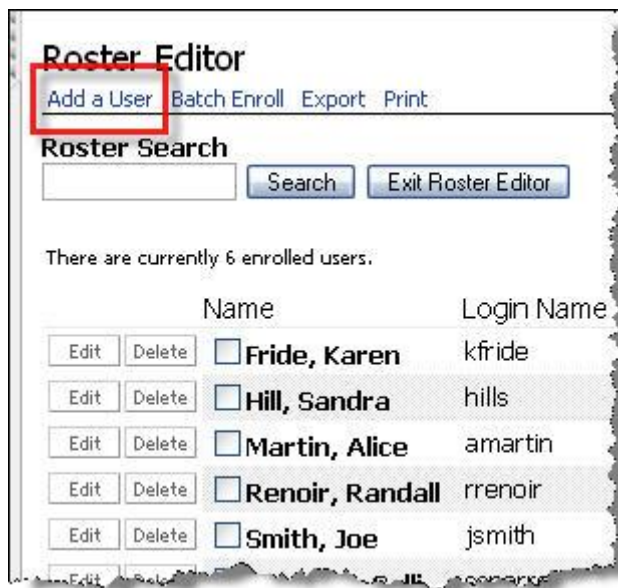 Roster Editor
Add a User Batch Enroll Export Print
Roster Search
Search Exit Roster Editor
There are currently 6 enrolled users.
Name Login Name
Edit Delete Fride, Karen kfride
Edit Delete Hill, Sandra hills
Edit Delete Martin, Alice amartin
Edit Delete Renoir, Randall rrenoir
Edit Delete Smith, Joe jsmith
Edit